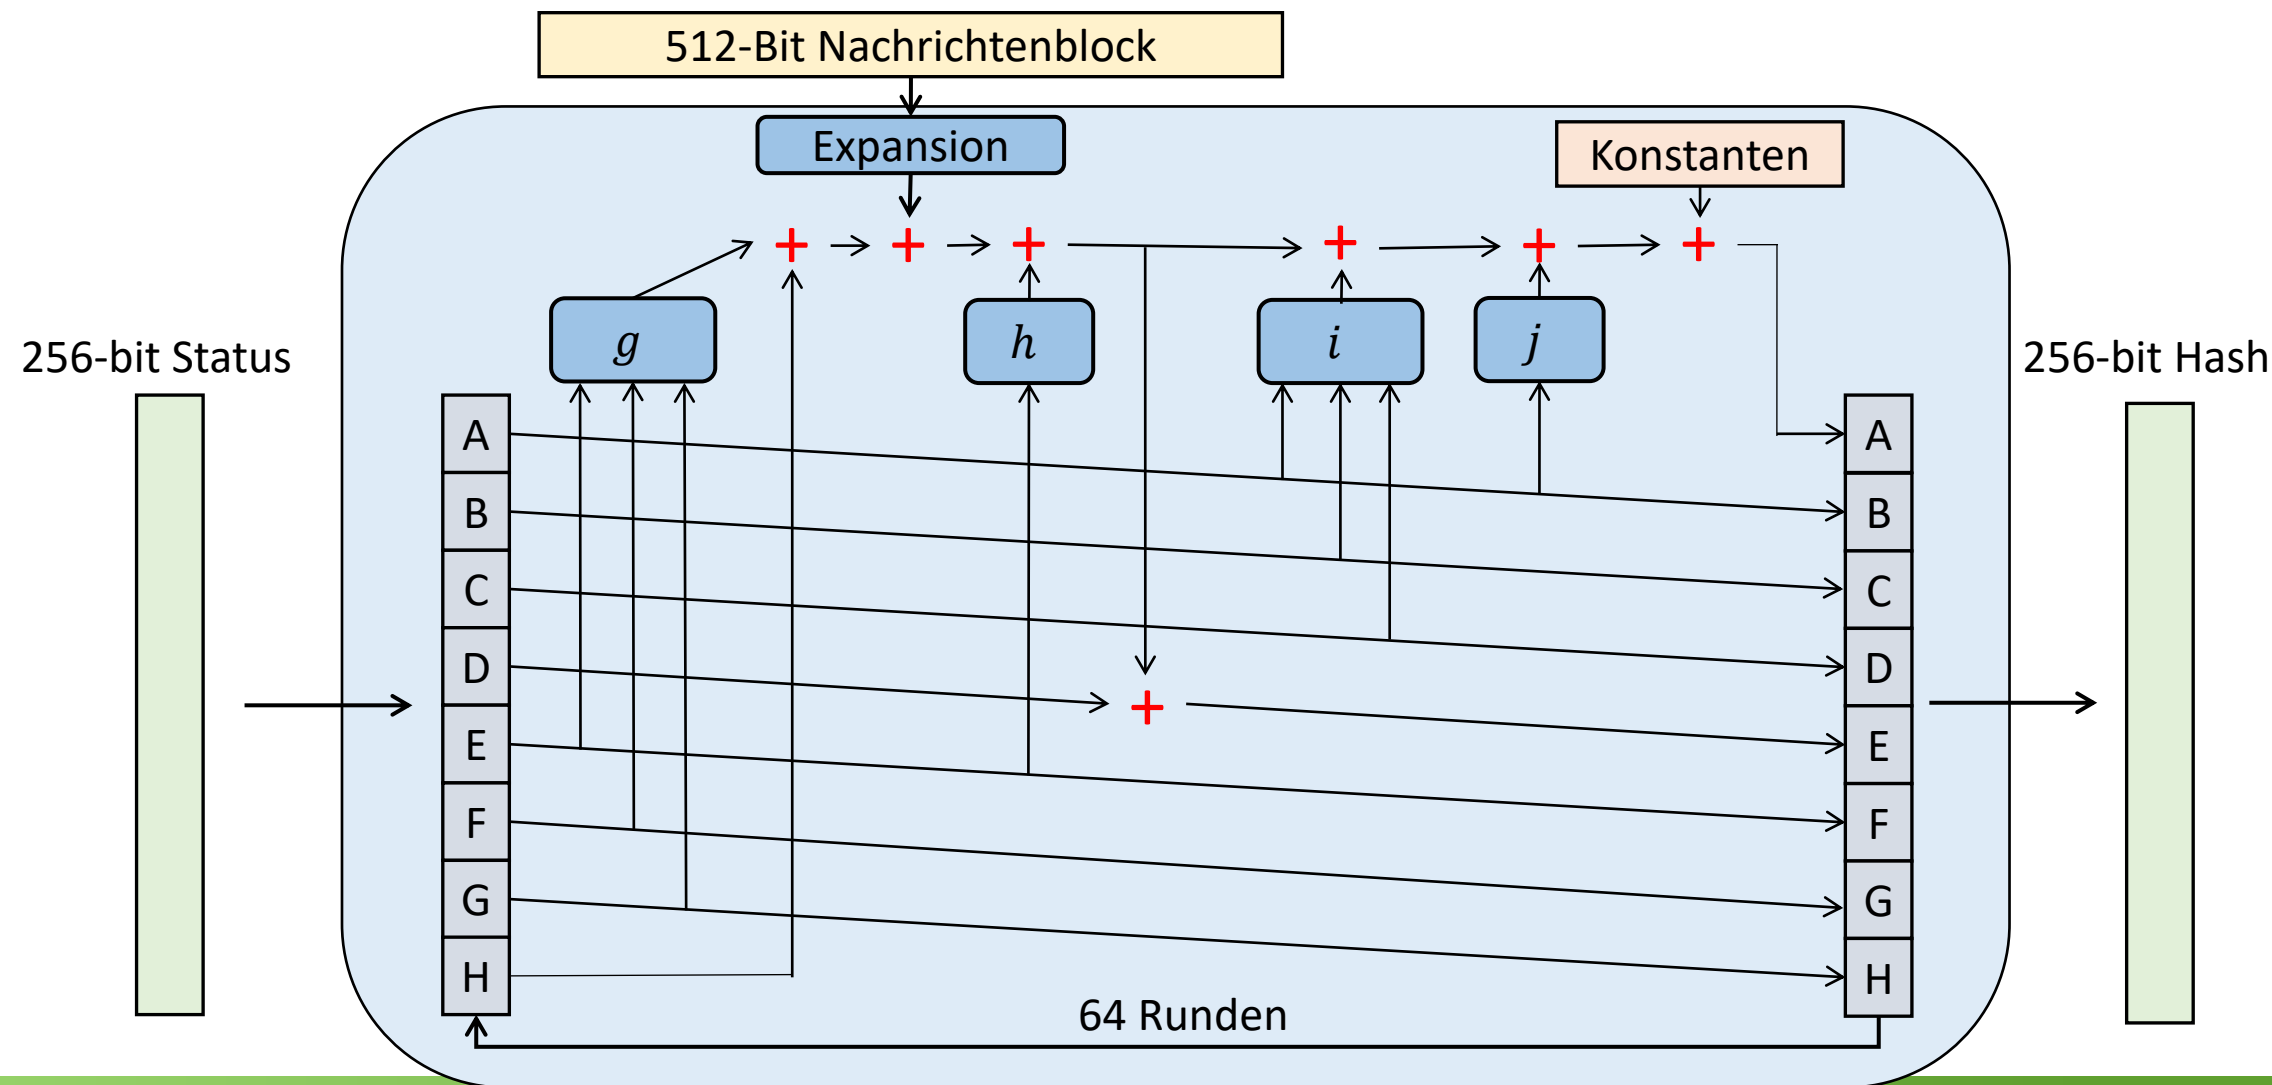 512-Bit Nachrichtenblock
Expansion
Konstanten
+ + + + + +
g h i j
256-bit Status
256-bit Hash
A A
B B
C C
D D
+
E E
F F
G G
H H
64 Runden